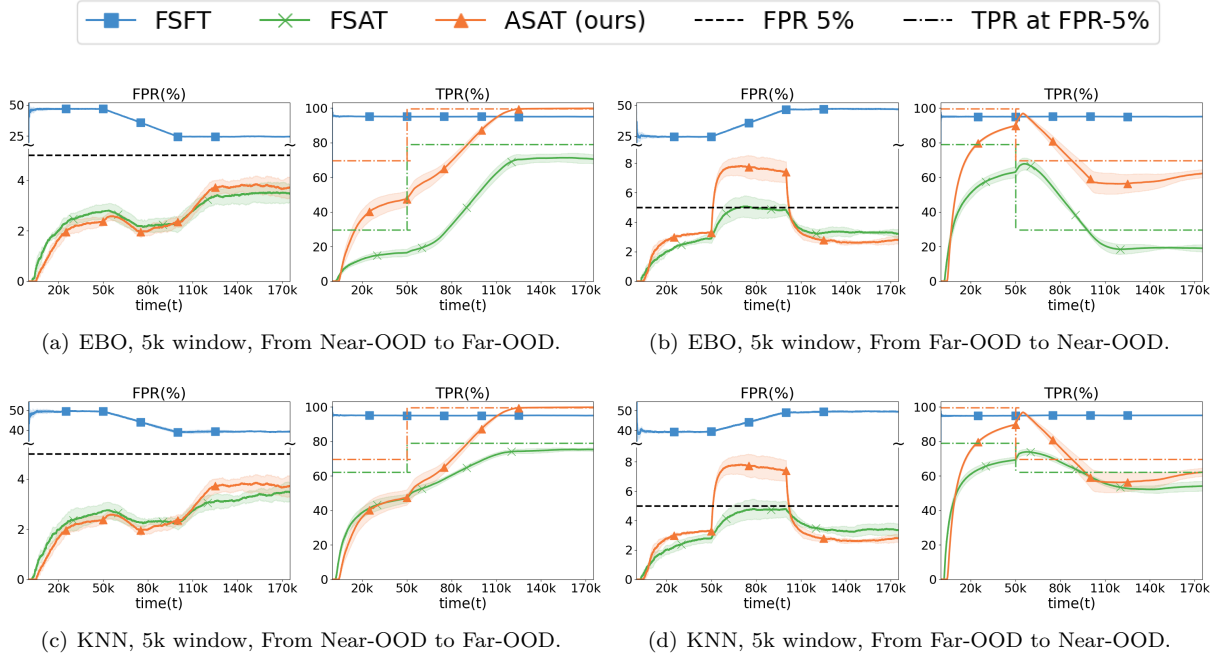 FSFT FSAT ASAT (ours) FPR 5% TPR at FPR-5%
FPR(%) TPR(%) FPR(%) TPR(%)
50 25 4 2 0
100 80 60 40 20 0
50 25 8 6 4 2 0
100 80 60 40 20 0
~ ~
20k 50k 80k 110k 140k 170k 20k 50k 80k 110k 140k 170k 20k 50k 80k 110k 140k 170k 20k 50k 80k 110k 140k 170k
time(t) time(t) time(t) time(t)
(a) EBO, 5k window, From Near-OOD to Far-OOD. (b) EBO, 5k window, From Far-OOD to Near-OOD.
FPR(%) TPR(%) FPR(%) TPR(%)
50 40 4 2 0
100 80 60 40 20 0
50 40 8 6 4 2 0
100 80 60 40 20 0
~ ~
20k 50k 80k 110k 140k 170k 20k 50k 80k 110k 140k 170k 20k 50k 80k 110k 140k 170k 20k 50k 80k 110k 140k 170k
time(t) time(t) time(t) time(t)
(c) KNN, 5k window, From Near-OOD to Far-OOD. (d) KNN, 5k window, From Far-OOD to Near-OOD.